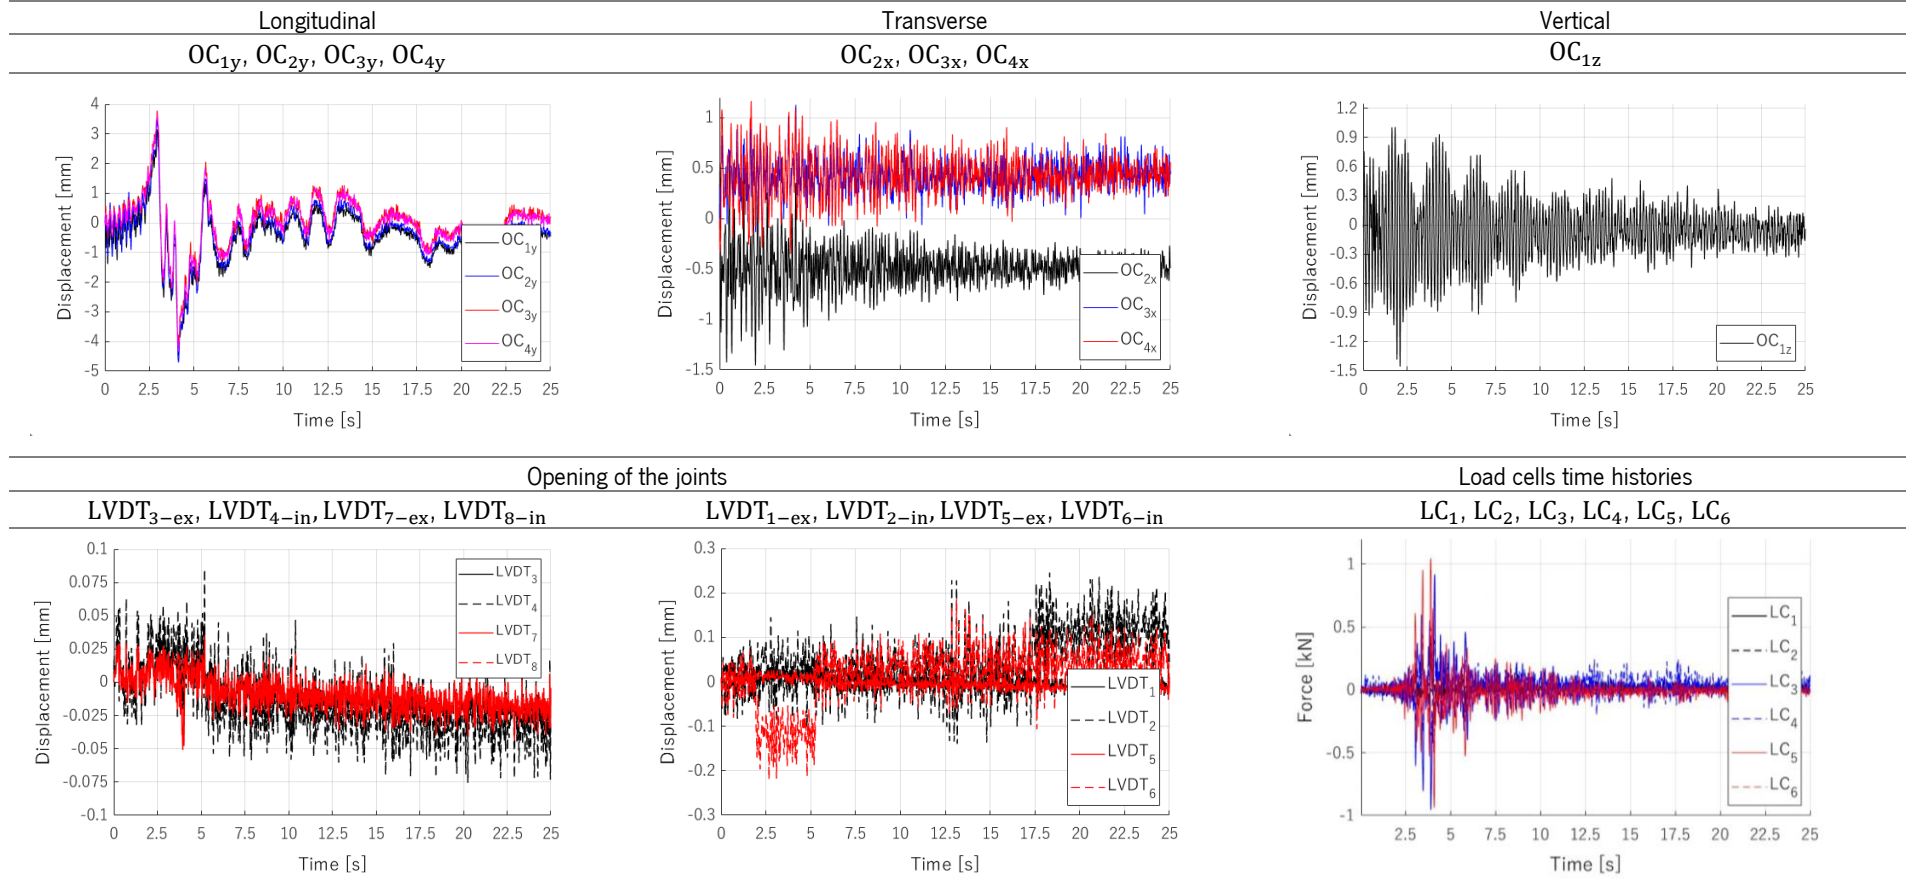 Longitudinal Transverse Vertical
OC1y, OC2y, OC3y, OC4y OC2x, OC3x, OC4x OC1z
4
3
2
1
0
-1
-2
-3
-4
-5
Displacement [mm]
OC1y
OC2y
OC3y
OC4y
0 2.5 5 7.5 10 12.5 15 17.5 20 22.5 25
Time [s]
1
0.5
0
-0.5
-1
-1.5
Displacement [mm]
OC2x
OC3x
OC4x
0 2.5 5 7.5 10 12.5 15 17.5 20 22.5 25
Time [s]
1.2
0.9
0.6
0.3
0
-0.3
-0.6
-0.9
-1.2
-1.5
Displacement [mm]
OC1z
0 2.5 5 7.5 10 12.5 15 17.5 20 22.5 25
Time [s]
Opening of the joints Load cells time histories
LVDT3−ex, LVDT4−in, LVDT7−ex, LVDT8−in LVDT1−ex, LVDT2−in, LVDT5−ex, LVDT6−in LC1, LC2, LC3, LC4, LC5, LC6
0.1
0.075
0.05
0.025
0
-0.025
-0.05
-0.075
-0.1
Displacement [mm]
LVDT3
LVDT4
LVDT7
LVDT8
0 2.5 5 7.5 10 12.5 15 17.5 20 22.5 25
Time [s]
0.3
0.2
0.1
0
-0.1
-0.2
-0.3
Displacement [mm]
LVDT1
LVDT2
LVDT5
LVDT6
0 2.5 5 7.5 10 12.5 15 17.5 20 22.5 25
Time [s]
1
0.5
0
-0.5
-1
Force [kN]
LC1
LC2
LC3
LC4
LC5
LC6
2.5 5 7.5 10 12.5 15 17.5 20 22.5 25
Time [s]